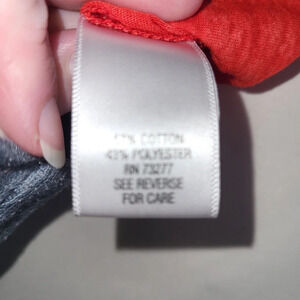 COTTON
43% POLYESTER
RN 73277
SEE REVERSE
FOR CARE